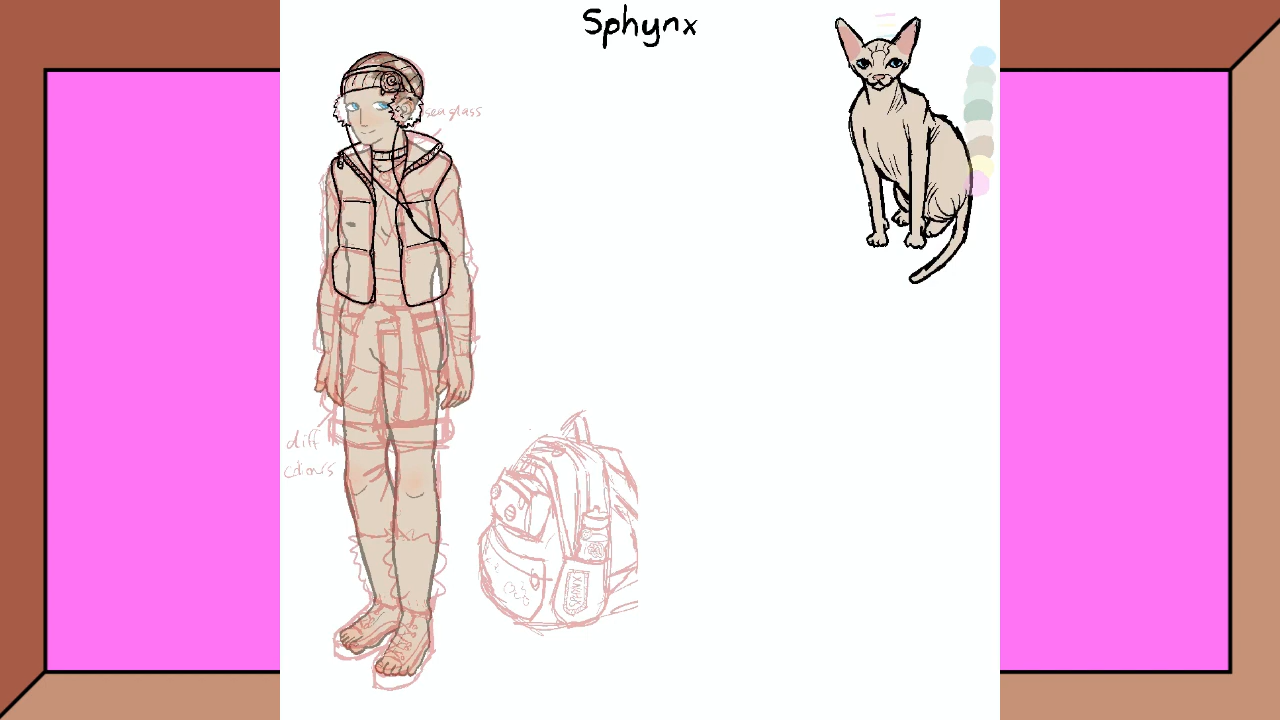 Sphynx
sea glass
diff
colours
SPHYNX